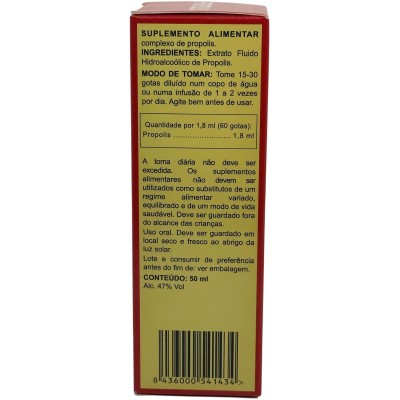 SUPLEMENTO ALIMENTAR
complexo de propolis.
INGREDIENTES: Extrato Fluido
Hidroalcoólico de Propolis.
MODO DE TOMAR: Tome 15-30
gotas diluído num copo de água
ou numa infusão de 1 a 2 vezes
por dia. Agite bem antes de usar.
Quantidade por 1,8 ml (60 gotas):
Propolis ........................ 1,8 ml
A toma diária não deve ser
excedida. Os suplementos
alimentares não devem ser
utilizados como substitutos de um
regime alimentar variado,
equilibrado e de um modo de vida
saudável. Deve ser guardado fora
do alcance das crianças.
Uso oral. Deve ser guardado em
local seco e fresco ao abrigo da
luz solar.
Lote e consumir de preferência
antes do fim de: ver embalagem.
CONTEÚDO: 50 ml
Alc. 47% Vol
8 436000 541434 >